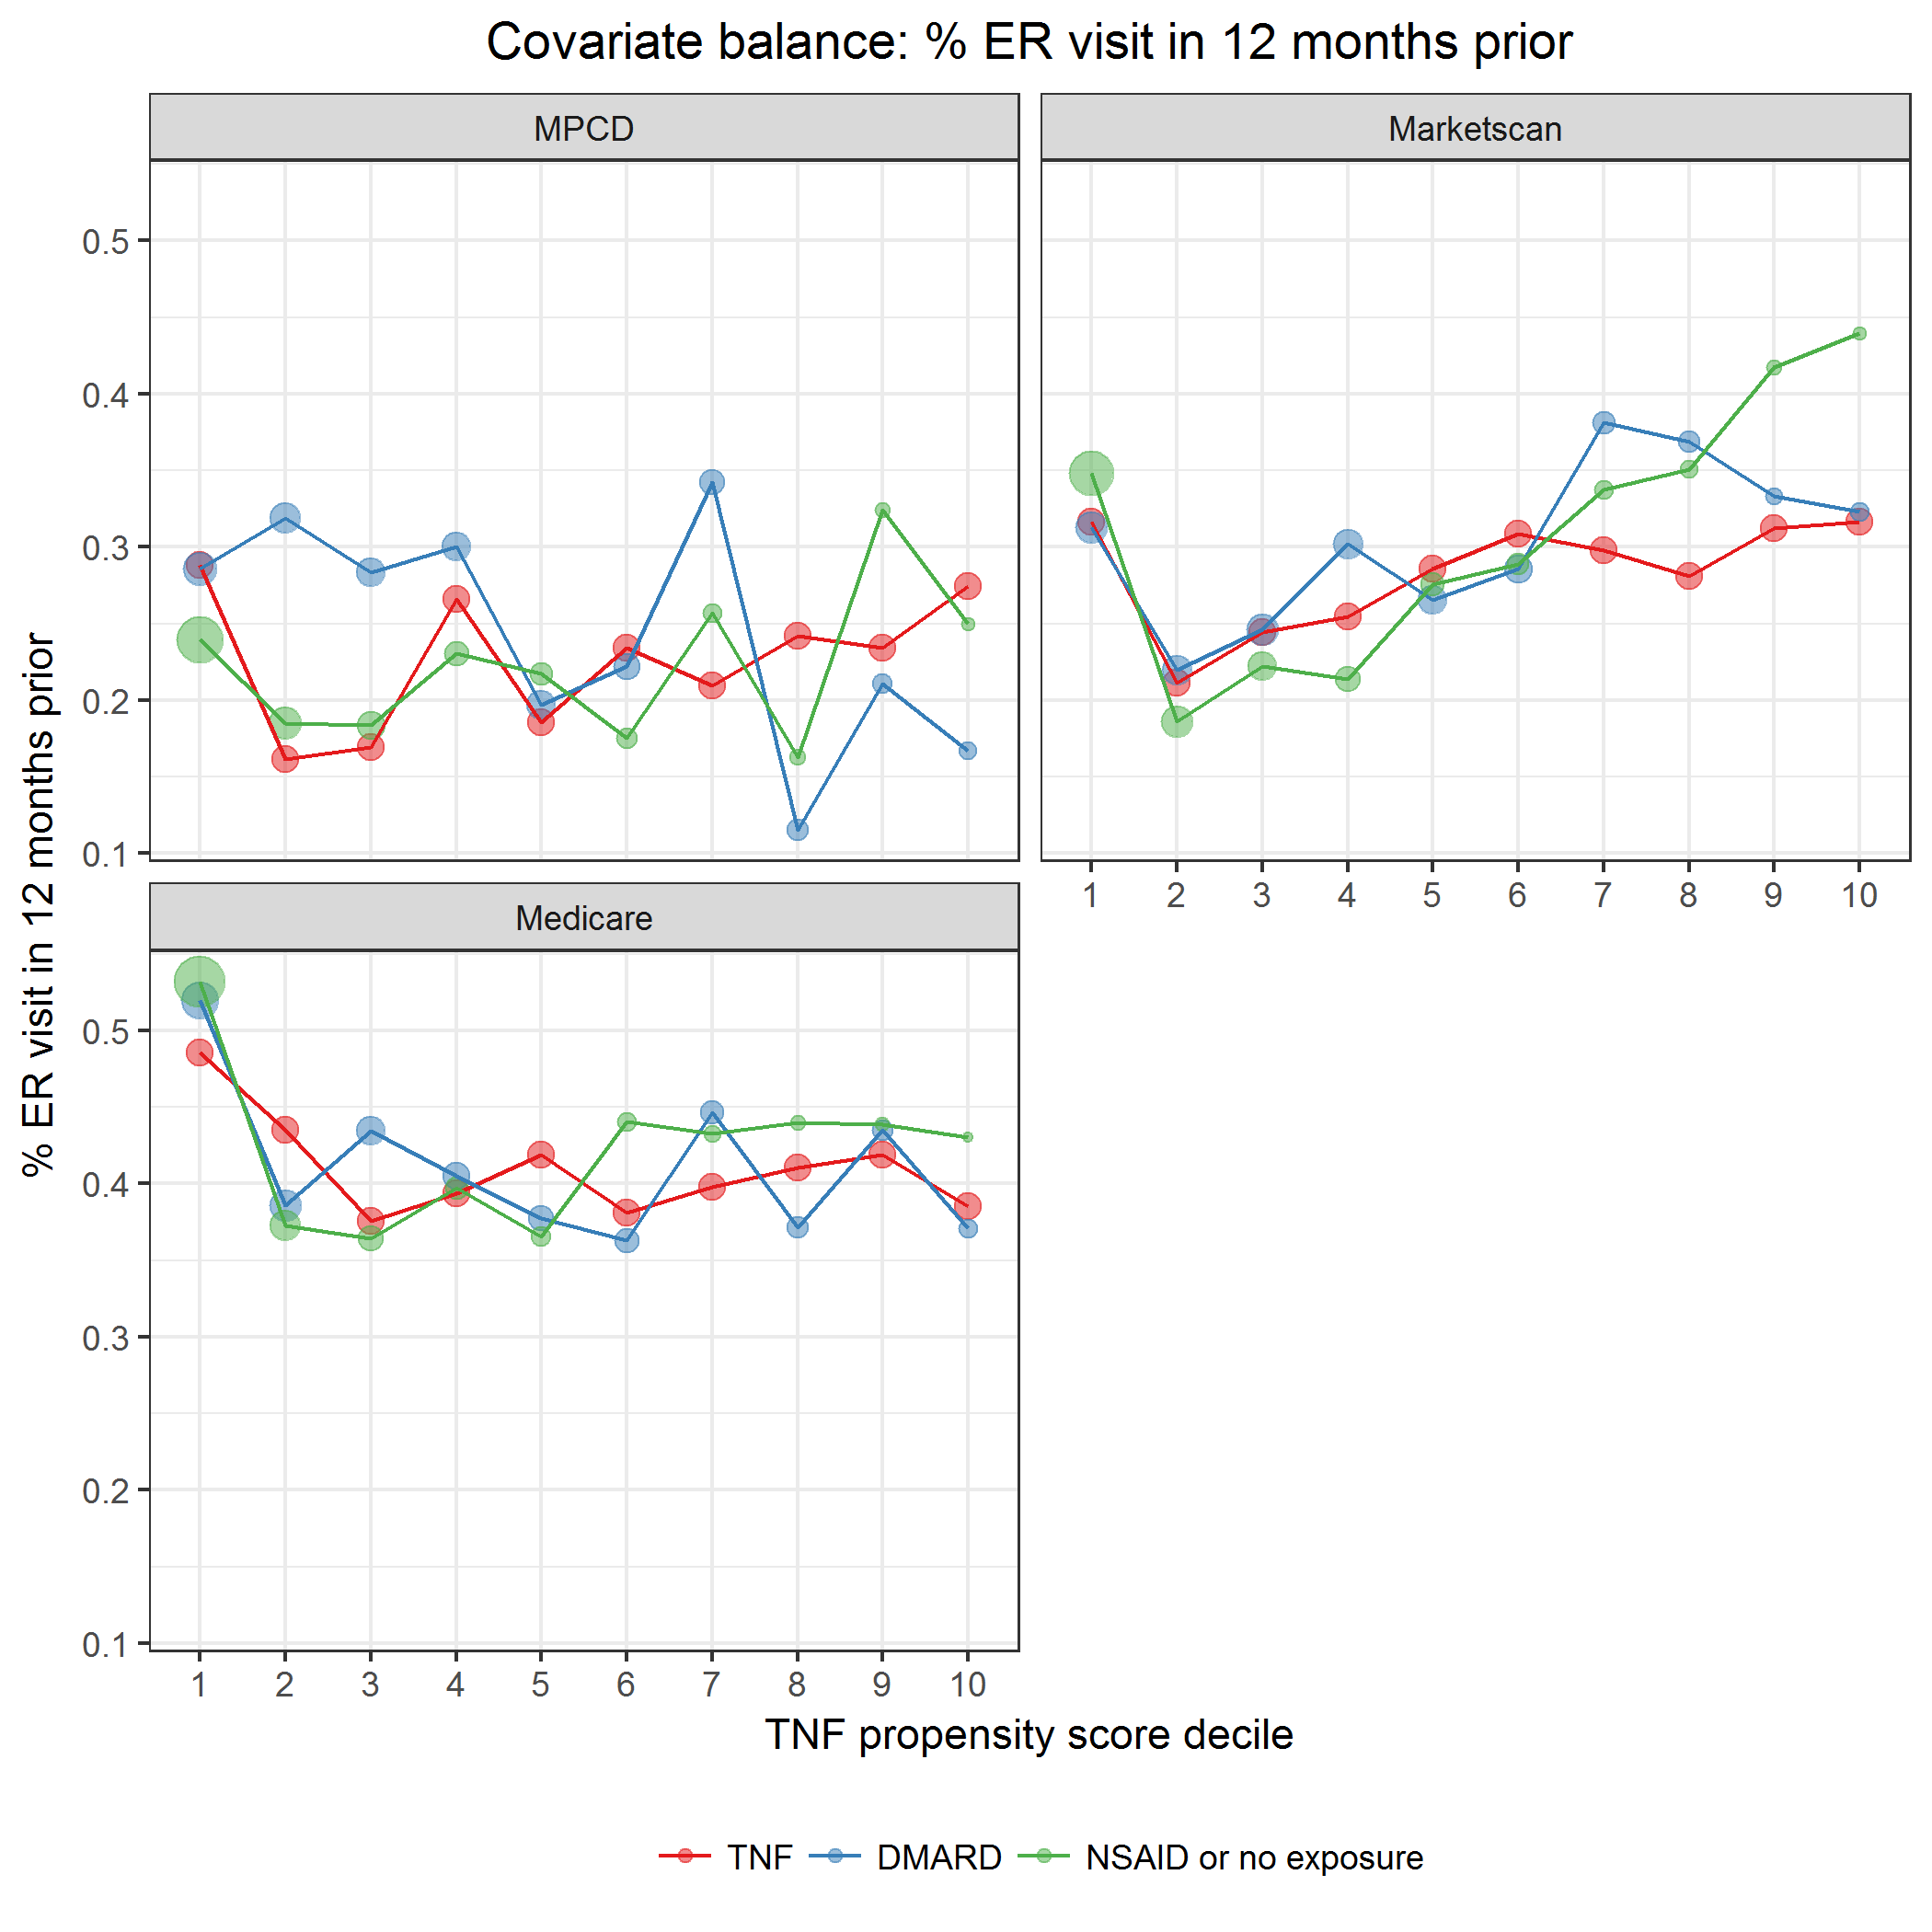 Covariate balance: % ER visit in 12 months prior
MPCD
Marketscan
0.5
0.4
0.3
0.2
0.1
1 2 3 4 5 6 7 8 9 10
Medicare
0.5
0.4
0.3
0.2
0.1
1 2 3 4 5 6 7 8 9 10
% ER visit in 12 months prior
TNF propensity score decile
TNF DMARD NSAID or no exposure